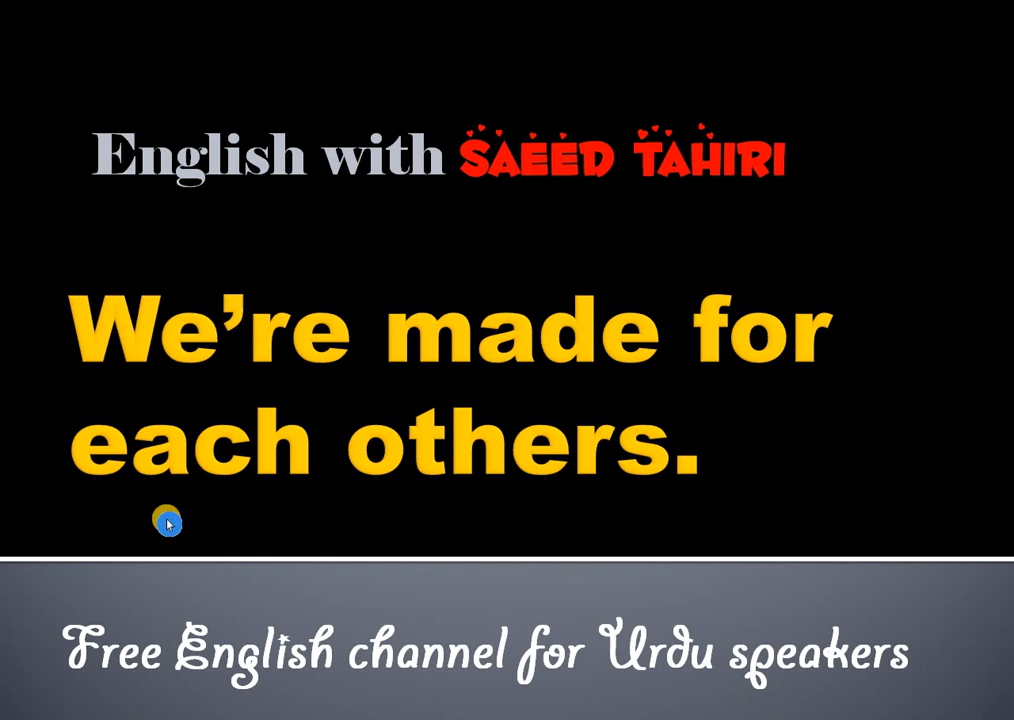 English with SAEED TAHIRI
We're made for
each others.
Free English channel for Urdu speakers